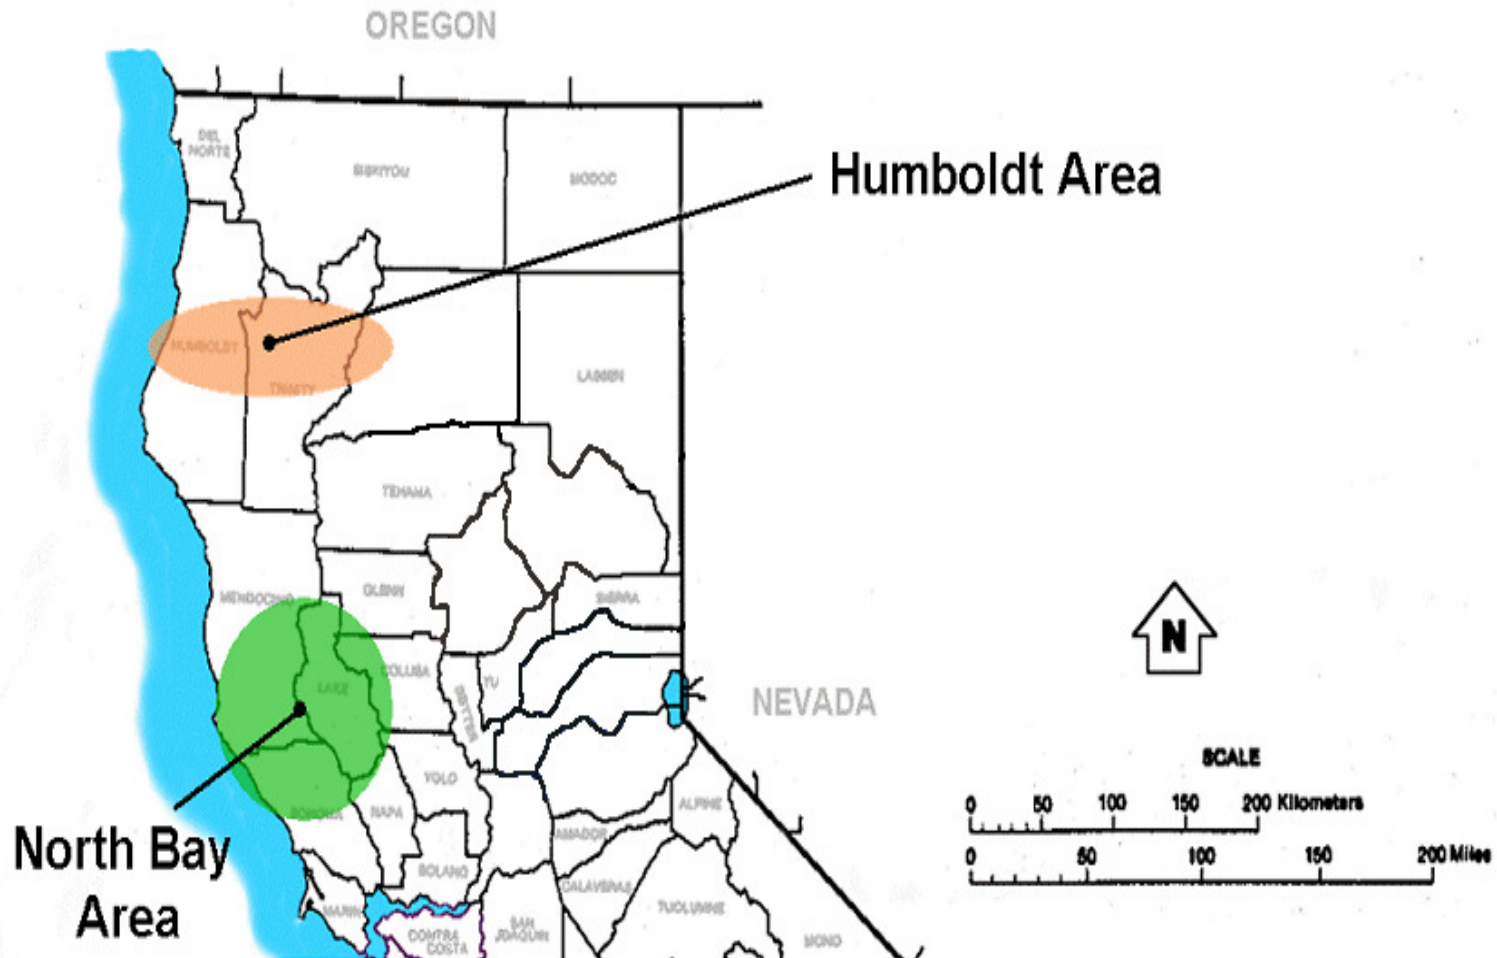 OREGON
DEL
NORTE
SISKIYOU
MODOC
Humboldt Area
HUMBOLDT
TRINITY
LASSEN
TEHAMA
MENDOCINO
GLENN
SIERRA
COLUSA
LAKE
YU
SUTTER
NEVADA
N
SCALE
0 50 100 150 200 Kilometers
0 50 100 150 200 Miles
YOLO
NAPA
SONOMA
ALPINE
AMADOR
North Bay
Area
SOLANO
CALAVERAS
MARIN
TUOLUMNE
SAN
JOAQUIN
CONTRA
COSTA
MONO